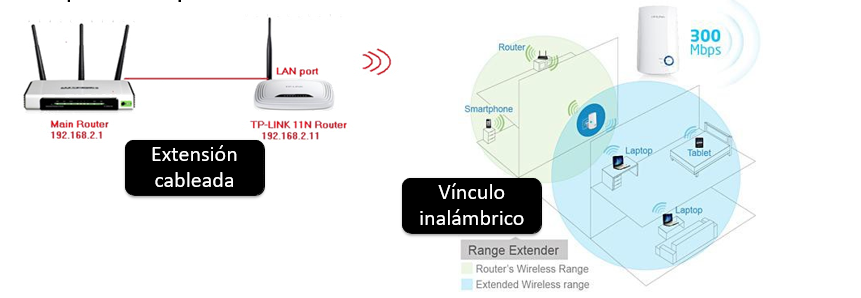 LAN port
Main Router
192.168.2.1
TP-LINK 11N Router
192.168.2.11
Extensión
cableada
300
Mbps
Router
Smartphone
Laptop
Tablet
Laptop
Vínculo
inalámbrico
Range Extender
Router's Wireless Range
Extended Wireless range